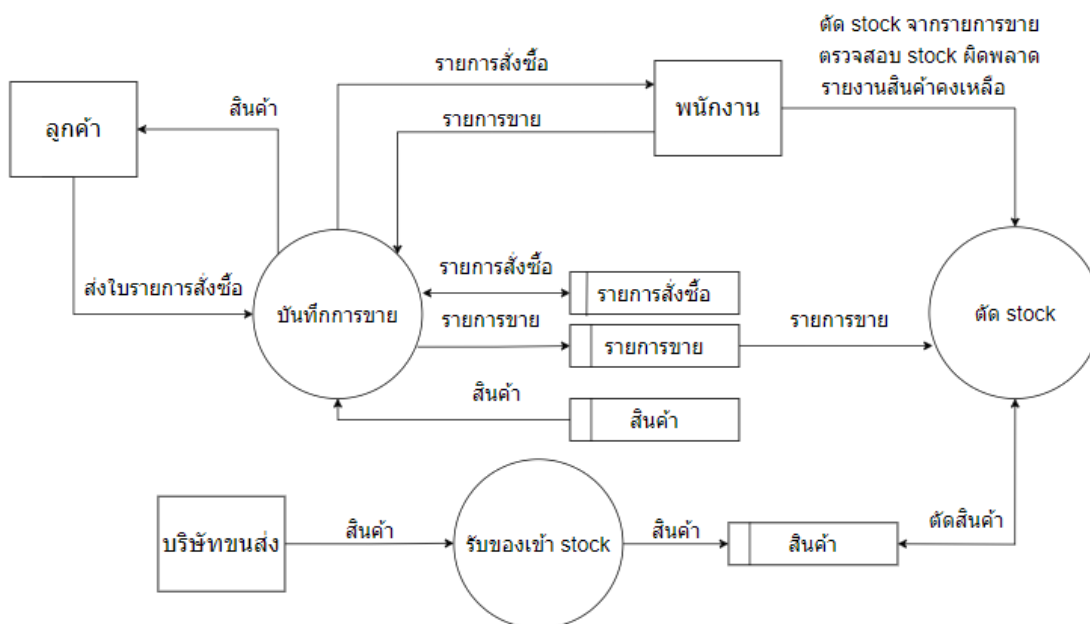 ตัด stock จากรายการขาย
ตรวจสอบ stock ผิดพลาด
รายงานสินค้าคงเหลือ
รายการสั่งซื้อ
พนักงาน
สินค้า
ลูกค้า
รายการขาย
ส่งใบรายการสั่งซื้อ
บันทึกการขาย
รายการสั่งซื้อ
รายการสั่งซื้อ
รายการขาย
รายการขาย
รายการขาย
ตัด stock
สินค้า
สินค้า
บริษัทขนส่ง
สินค้า
รับของเข้า stock
สินค้า
สินค้า
ตัดสินค้า